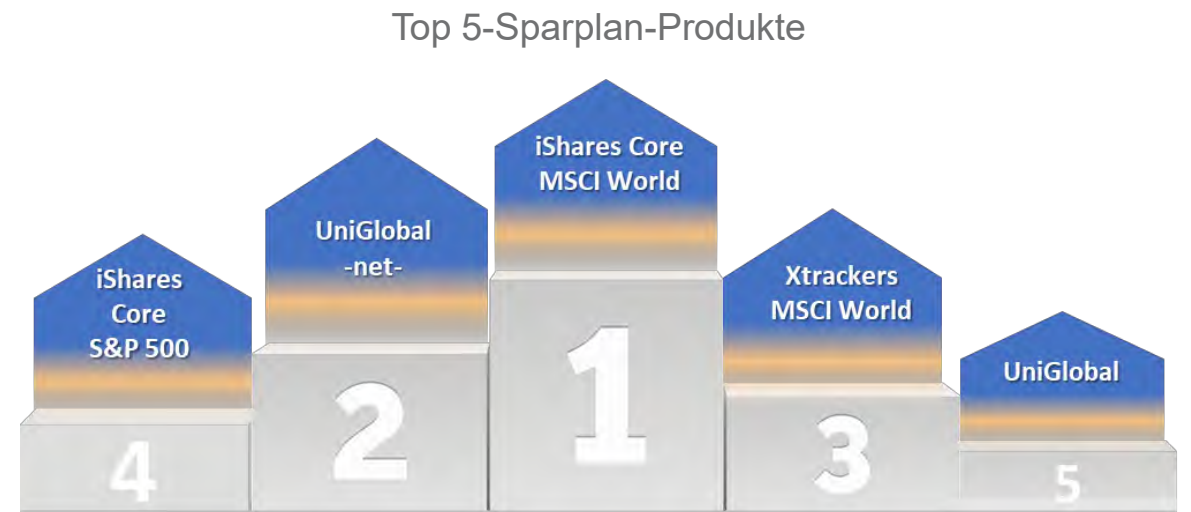 Top 5-Sparplan-Produkte
iShares
Core
S&P 500
4
UniGlobal
-net-
2
iShares Core
MSCI World
1
Xtrackers
MSCI World
3
UniGlobal
5